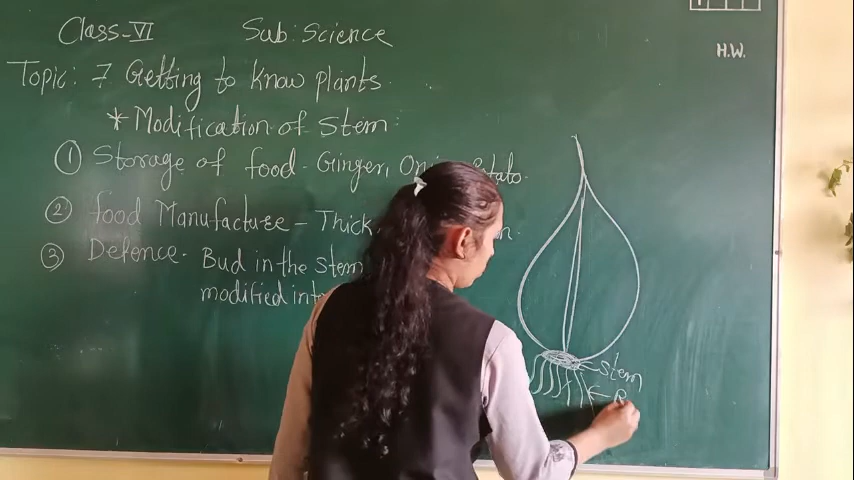 Class-VI Sub: Science
H.W.
Topic: 7 Getting to Know plants.
* Modification of Stem:
① Storage of food - Ginger, Potato.
② food Manufacture - Thick,
③ Defence. Bud in the Stem
modified into
Stem
R